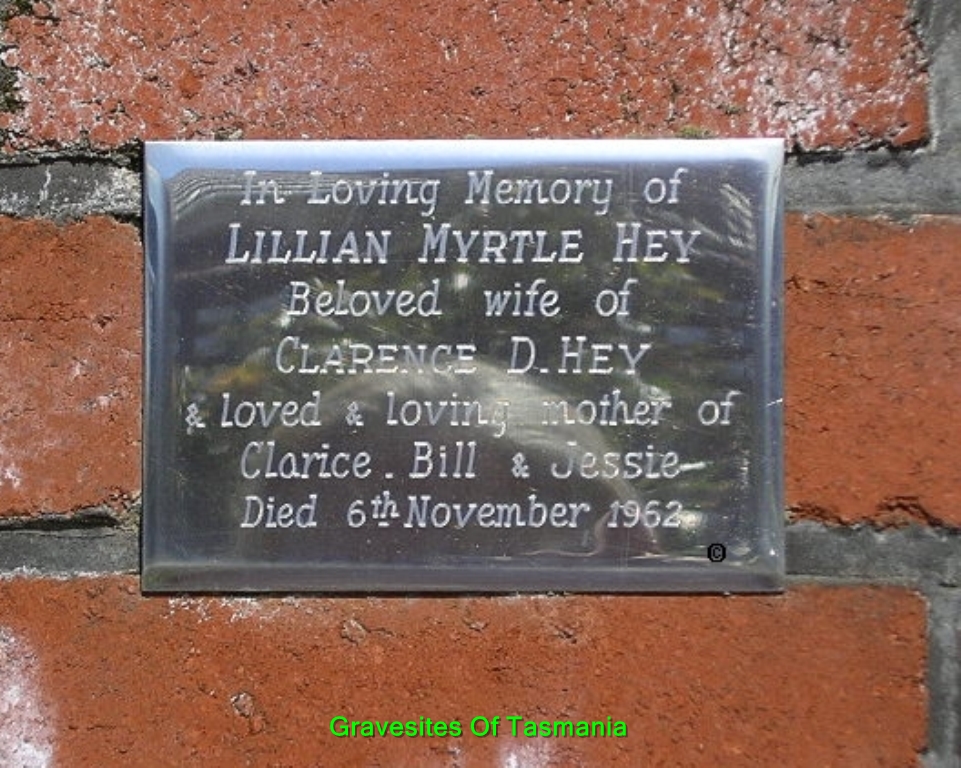 In Loving Memory of
LILLIAN MYRTLE HEY
Beloved wife of
CLARENCE D. HEY
& loved & loving mother of
Clarice . Bill & Jessie
Died 6th November 1962
©
Gravesites Of Tasmania